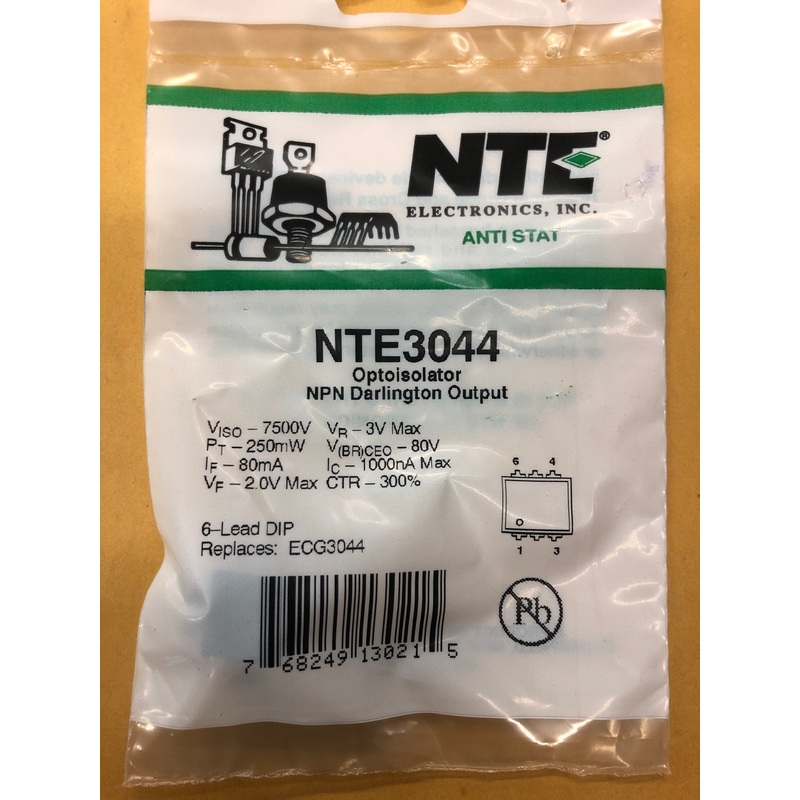 NTE®
ELECTRONICS, INC.
ANTI STAT
NTE3044
Optoisolator
NPN Darlington Output
VISO – 7500V VR – 3V Max
PT – 250mW V(BR)CEO – 80V
IF – 80mA IC – 1000nA Max
VF – 2.0V Max CTR – 300%
6 4
1 3
6–Lead DIP
Replaces: ECG3044
Pb
7 68249 13021 5